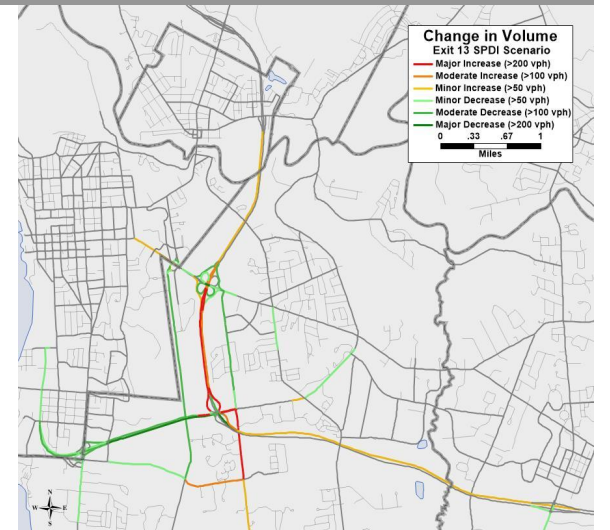 Change in Volume
Exit 13 SPDI Scenario
Major Increase (>200 vph)
Moderate Increase (>100 vph)
Minor Increase (>50 vph)
Minor Decrease (>50 vph)
Moderate Decrease (>100 vph)
Major Decrease (>200 vph)
0 .33 .67 1
Miles
N
W E
S